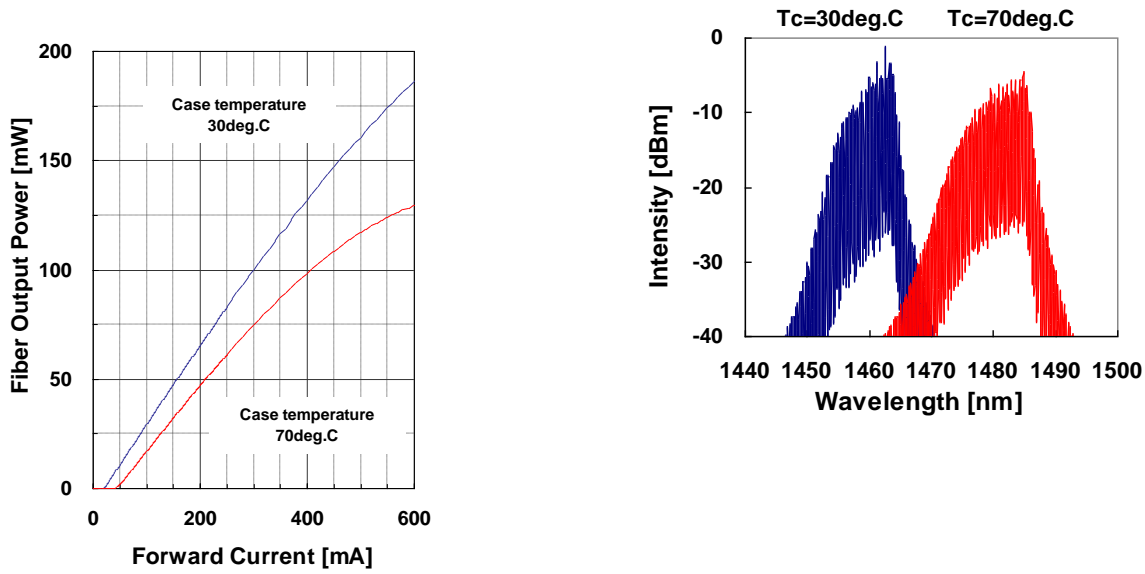 200
150
100
50
0
Fiber Output Power [mW]
Case temperature
30deg.C
Case temperature
70deg.C
0 200 400 600
Forward Current [mA]
Tc=30deg.C Tc=70deg.C
0
-10
-20
-30
-40
Intensity [dBm]
1440 1450 1460 1470 1480 1490 1500
Wavelength [nm]